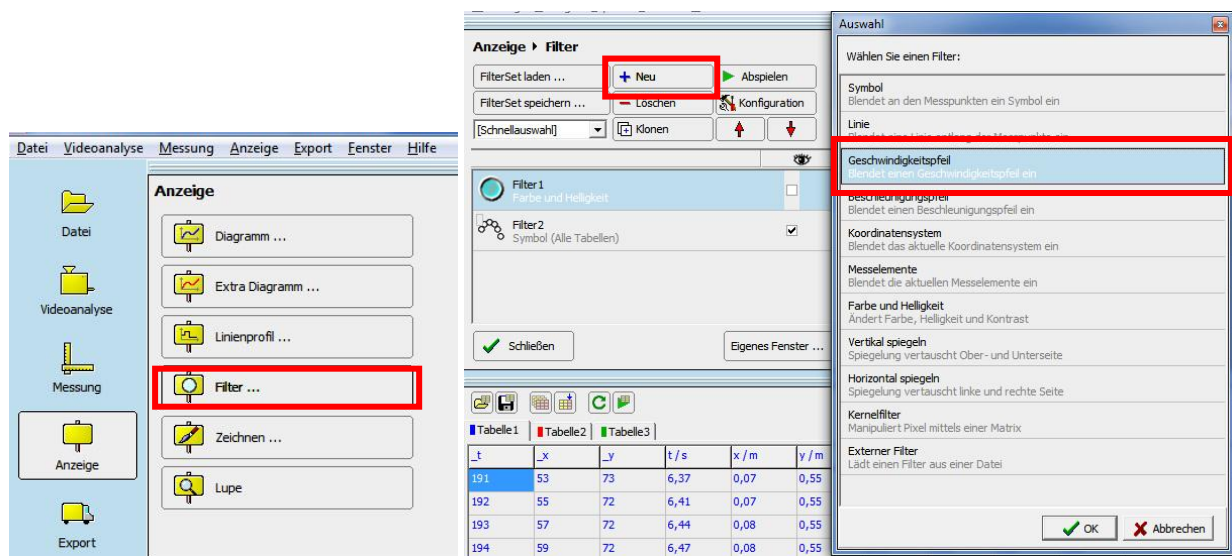 Datei Videoanalyse Messung Anzeige Export Fenster Hilfe
Datei
Videoanalyse
Messung
Anzeige
Export
Anzeige
Diagramm ...
Extra Diagramm ...
Linienprofil ...
Filter ...
Zeichnen ...
Lupe
Anzeige Filter
FilterSet laden ... Neu Abspielen
FilterSet speichern ... Löschen Konfiguration
[Schnellauswahl] Klonen
Filter1
Farbe und Helligkeit
Filter2
Symbol (Alle Tabellen)
Schließen Eigenes Fenster ...
Tabelle1 Tabelle2 Tabelle3
_t _x _y t / s x / m y / m
191 53 73 6,37 0,07 0,55
192 55 72 6,41 0,07 0,55
193 57 72 6,44 0,08 0,55
194 59 72 6,47 0,08 0,55
Auswahl
Wählen Sie einen Filter:
Symbol
Blendet an den Messpunkten ein Symbol ein
Linie
Blendet eine Linie entlang der Messpunkte ein
Geschwindigkeitspfeil
Blendet einen Geschwindigkeitspfeil ein
Beschleunigungspfeil
Blendet einen Beschleunigungspfeil ein
Koordinatensystem
Blendet das aktuelle Koordinatensystem ein
Messelemente
Blendet die aktuellen Messelemente ein
Farbe und Helligkeit
Ändert Farbe, Helligkeit und Kontrast
Vertikal spiegeln
Spiegelung vertauscht Ober- und Unterseite
Horizontal spiegeln
Spiegelung vertauscht linke und rechte Seite
Kernelfilter
Manipuliert Pixel mittels einer Matrix
Externer Filter
Lädt einen Filter aus einer Datei
OK Abbrechen